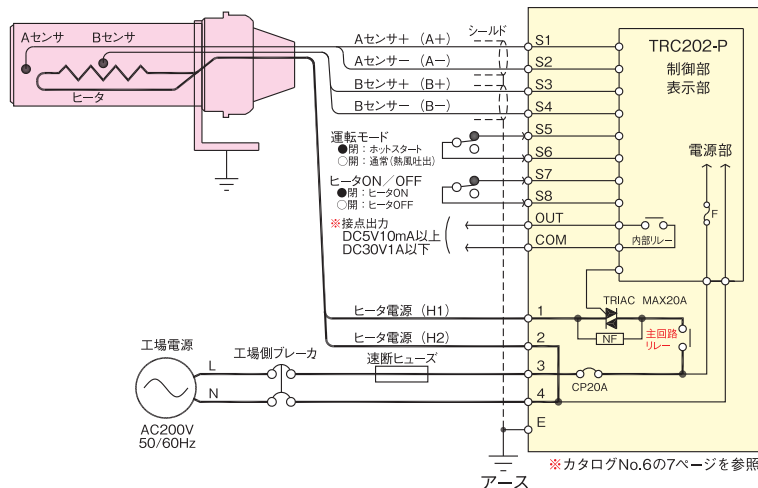 Aセンサ
Bセンサ
ヒータ
Aセンサ+ (A+)
Aセンサー (A−)
Bセンサ+ (B+)
Bセンサー (B−)
シールド
運転モード
●閉：ホットスタート
○開：通常(熱風吐出)
ヒータON／OFF
●閉：ヒータON
○開：ヒータOFF
※接点出力
DC5V10mA以上
DC30V1A以下
S1
S2
S3
S4
S5
S6
S7
S8
OUT
COM
TRC202-P
制御部
表示部
電源部
F
内部リレー
TRIAC MAX20A
NF
主回路
リレー
ヒータ電源 (H1)
1
ヒータ電源 (H2)
2
工場電源
L
工場側ブレーカ
速断ヒューズ
3
CP20A
N
4
AC200V
50/60Hz
E
アース
※カタログNo.6の7ページを参照